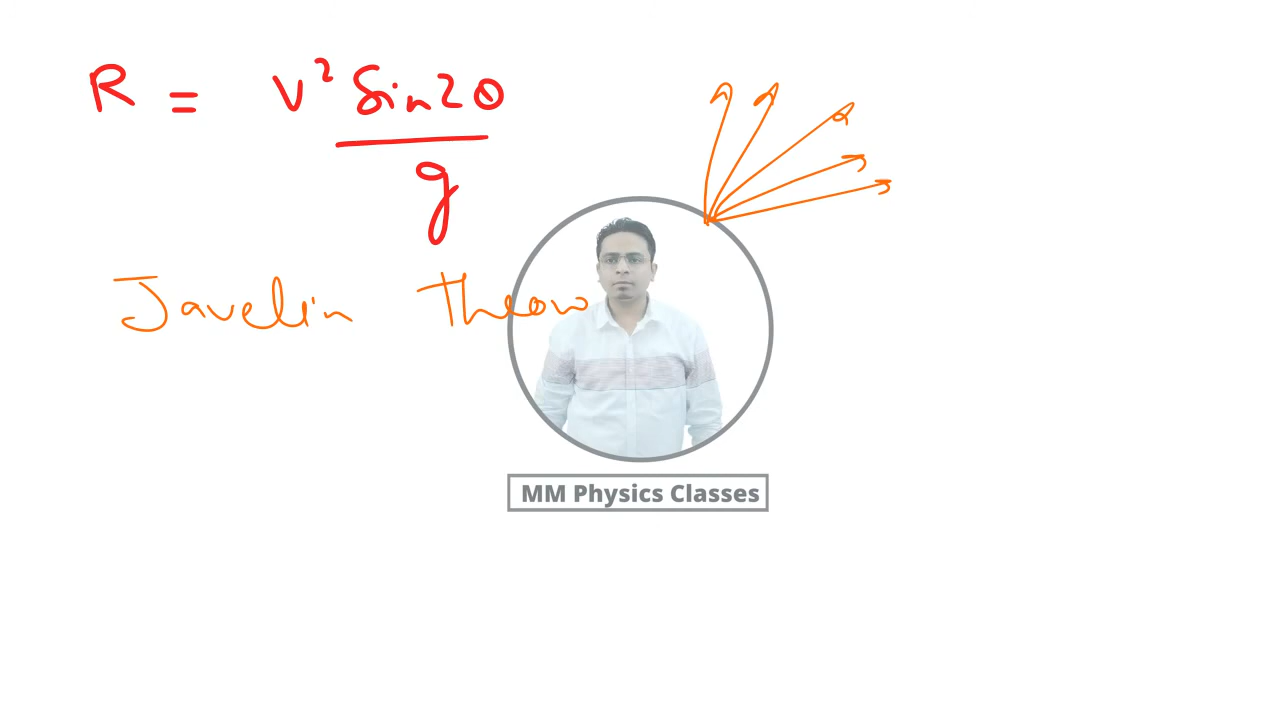 R = v² Sin2θ
g
Javelin Throw
MM Physics Classes